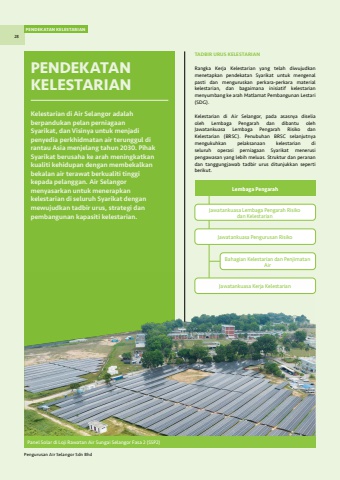 28
PENDEKATAN KELESTARIAN
PENDEKATAN
KELESTARIAN
Kelestarian di Air Selangor adalah
berpandukan pelan perniagaan
Syarikat, dan Visinya untuk menjadi
penyedia perkhidmatan air terunggul di
rantau Asia menjelang tahun 2030. Pihak
Syarikat berusaha ke arah meningkatkan
kualiti kehidupan dengan membekalkan
bekalan air terawat berkualiti tinggi
kepada pelanggan. Air Selangor
menyasarkan untuk menerapkan
kelestarian di seluruh Syarikat dengan
mewujudkan tadbir urus, strategi dan
pembangunan kapasiti kelestarian.
TADBIR URUS KELESTARIAN
Rangka Kerja Kelestarian yang telah diwujudkan
menetapkan pendekatan Syarikat untuk mengenal
pasti dan menguruskan perkara-perkara material
kelestarian, dan bagaimana inisiatif kelestarian
menyumbang ke arah Matlamat Pembangunan Lestari
(SDG).
Kelestarian di Air Selangor, pada asasnya diselia
oleh Lembaga Pengarah dan dibantu oleh
Jawatankuasa Lembaga Pengarah Risiko dan
Kelestarian (BRSC). Penubuhan BRSC selanjutnya
mengukuhkan pelaksanaan kelestarian di
seluruh operasi perniagaan Syarikat menerusi
pengawasan yang lebih meluas. Struktur dan peranan
dan tanggungjawab tadbir urus ditunjukkan seperti
berikut:
Lembaga Pengarah
Jawatankuasa Lembaga Pengarah Risiko
dan Kelestarian
Jawatankuasa Pengurusan Risiko
Bahagian Kelestarian dan Penjimatan
Air
Jawatankuasa Kerja Kelestarian
Panel Solar di Loji Rawatan Air Sungai Selangor Fasa 2 (SSP2)
Pengurusan Air Selangor Sdn Bhd